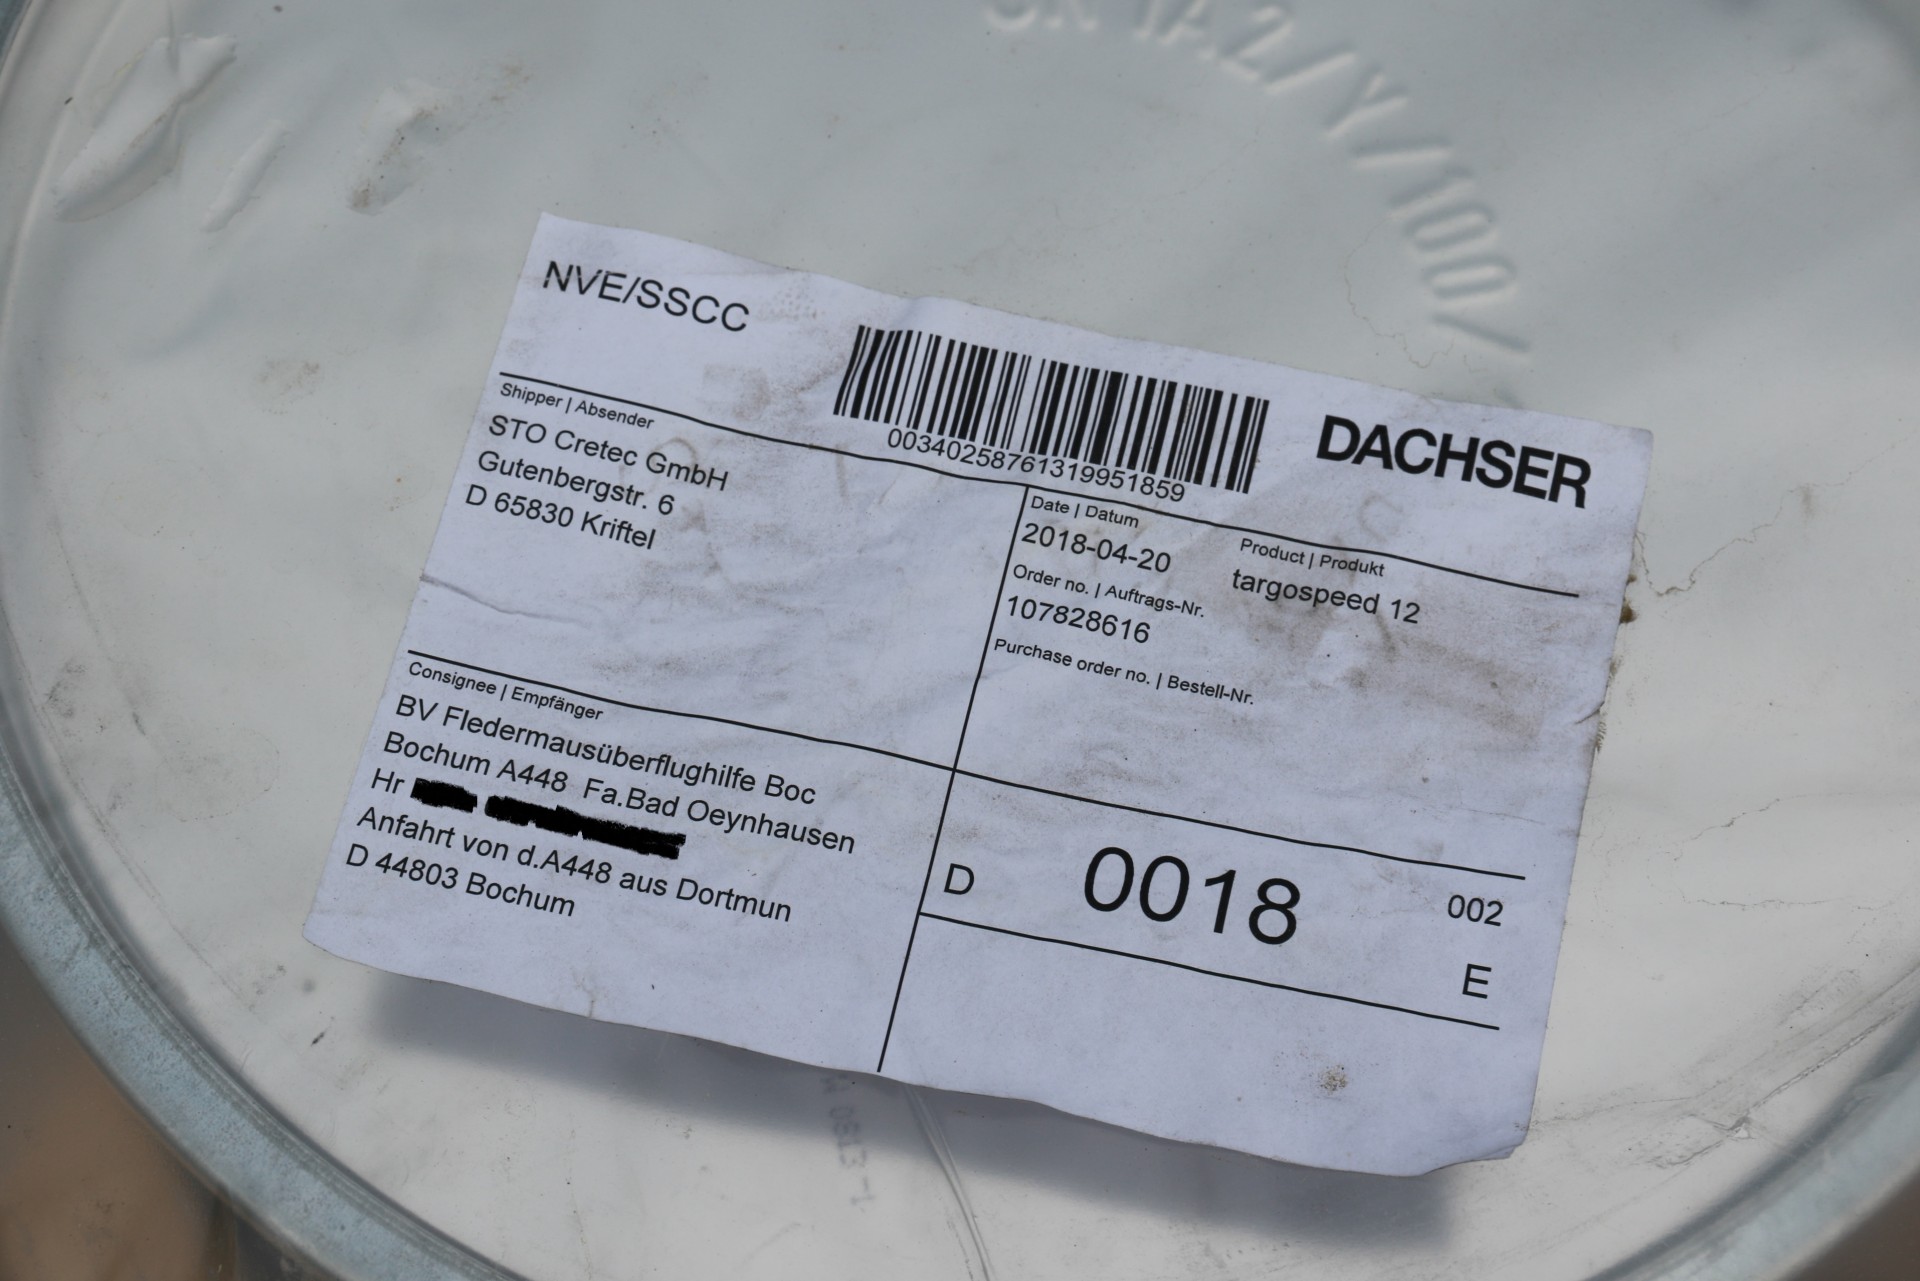 1A2/Y/100/
NVE/SSCC
00340258761319951859
DACHSER
Shipper | Absender
STO Cretec GmbH
Gutenbergstr. 6
D 65830 Kriftel
Date | Datum
2018-04-20
Product | Produkt
targospeed 12
Order no. | Auftrags-Nr.
107828616
Purchase order no. | Bestell-Nr.
Consignee | Empfänger
BV Fledermausüberflughilfe Boc
Bochum A448 Fa.Bad Oeynhausen
Hr
Anfahrt von d.A448 aus Dortmun
D 44803 Bochum
D 0018 002
E